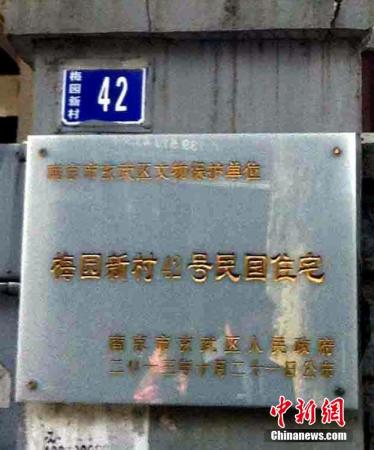 梅园新村 42
南京市玄武区文物保护单位
梅园新村42号民国住宅
南京市玄武区人民政府
二〇一三年十月二十一日公布
中新网
Chinanews.com